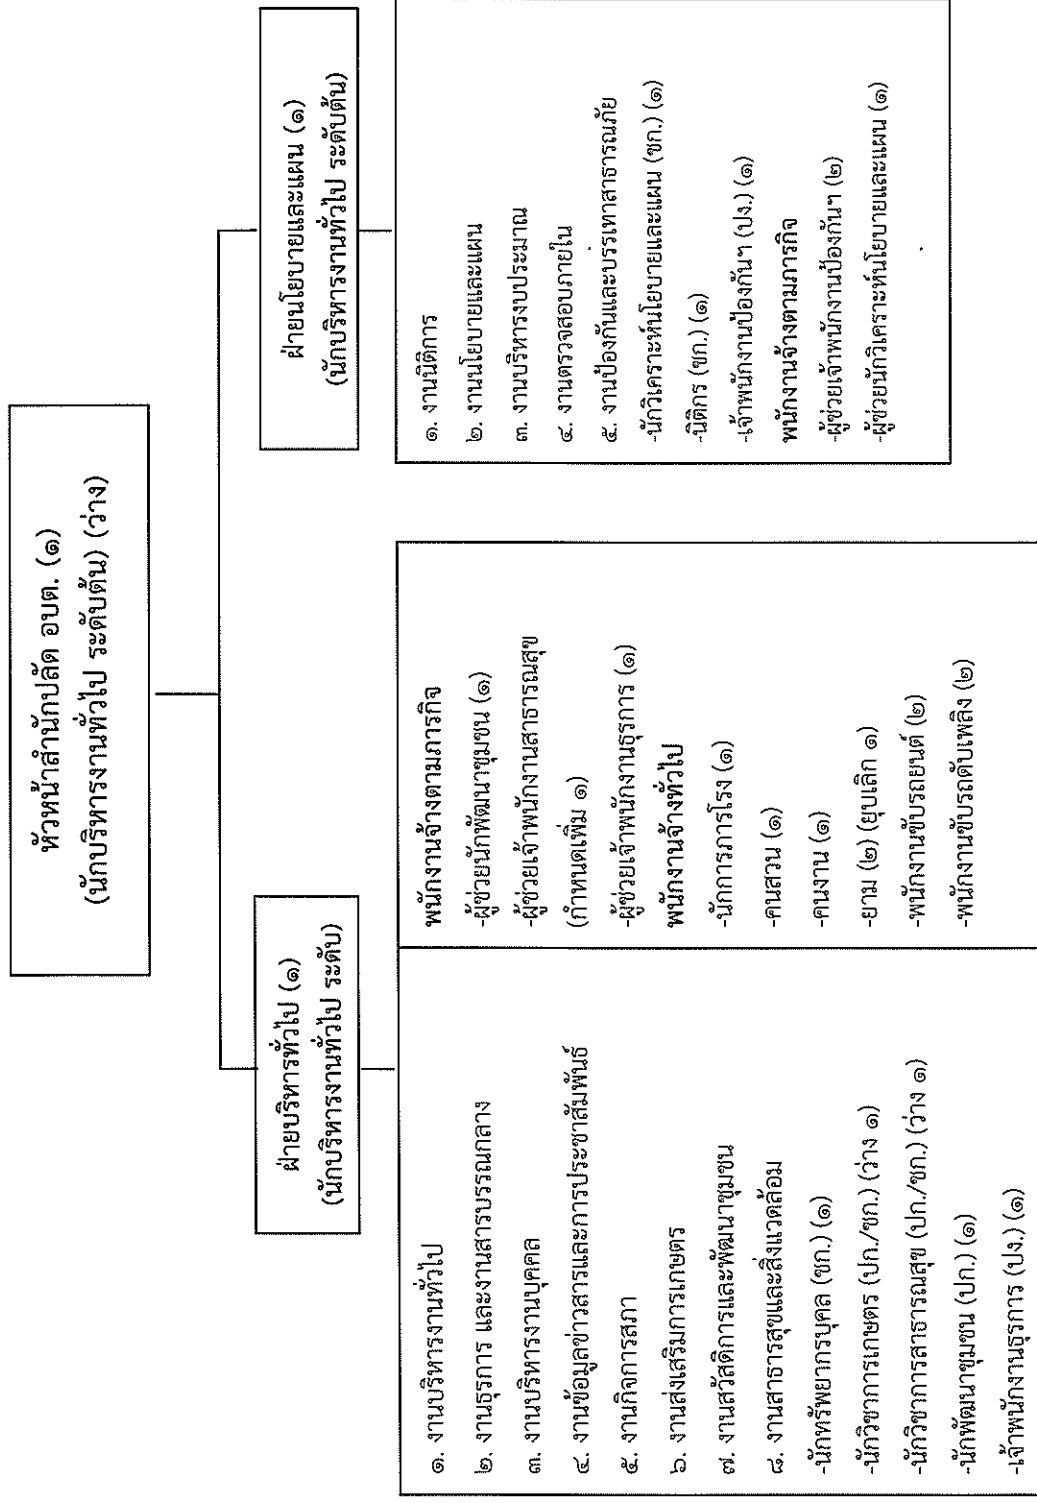 หัวหน้าสำนักปลัด อบต. (๑)
(นักบริหารงานทั่วไป ระดับต้น) (ว่าง)
ฝ่ายบริหารทั่วไป (๑)
(นักบริหารงานทั่วไป ระดับ)
๑. งานบริหารงานทั่วไป
๒. งานธุรการ และงานสารบรรณกลาง
๓. งานบริหารงานบุคคล
๔. งานข้อมูลข่าวสารและการประชาสัมพันธ์
๕. งานกิจการสภา
๖. งานส่งเสริมการเกษตร
๗. งานสวัสดิการและพัฒนาชุมชน
๘. งานสาธารสุขและสิ่งแวดล้อม
-นักทรัพยากรบุคล (ชก.) (๑)
-นักวิชาการเกษตร (ปก./ชก.) (ว่าง ๑)
-นักวิชาการสาธารณสุข (ปก./ชก.) (ว่าง ๑)
-นักพัฒนาชุมชน (ปก.) (๑)
-เจ้าพนักงานธุรการ (ปง.) (๑)
พนักงานจ้างตามภารกิจ
-ผู้ช่วยนักพัฒนาชุมชน (๑)
-ผู้ช่วยเจ้าพนักงานสาธารณสุข
(กำหนดเพิ่ม ๑)
-ผู้ช่วยเจ้าพนักงานธุรการ (๑)
พนักงานจ้างทั่วไป
-นักการภารโรง (๑)
-คนสวน (๑)
-คนงาน (๑)
-ยาม (๒) (ยุบเลิก ๑)
-พนักงานขับรถยนต์ (๒)
-พนักงานขับรถดับเพลิง (๒)
ฝ่ายนโยบายและแผน (๑)
(นักบริหารงานทั่วไป ระดับต้น)
๑. งานนิติการ
๒. งานนโยบายและแผน
๓. งานบริหารงบประมาณ
๔. งานตรวจสอบภายใน
๕. งานป้องกันและบรรเทาสาธารณภัย
-นักวิเคราะห์นโยบายและแผน (ชก.) (๑)
-นิติกร (ชก.) (๑)
-เจ้าพนักงานป้องกันฯ (ปง.) (๑)
พนักงานจ้างตามภารกิจ
-ผู้ช่วยเจ้าพนักงานป้องกันฯ (๒)
-ผู้ช่วยนักวิเคราะห์นโยบายและแผน (๑)